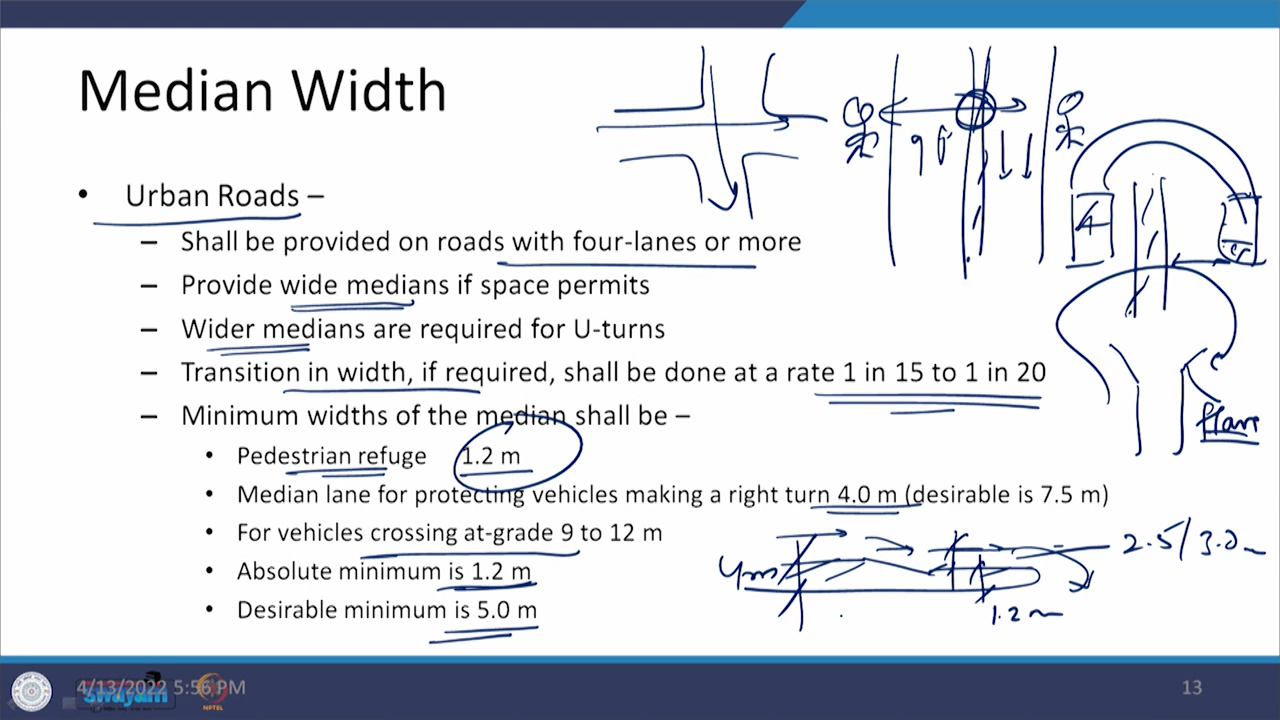 Median Width
• Urban Roads –
– Shall be provided on roads with four-lanes or more
– Provide wide medians if space permits
– Wider medians are required for U-turns
– Transition in width, if required, shall be done at a rate 1 in 15 to 1 in 20
– Minimum widths of the median shall be –
• Pedestrian refuge 1.2 m
• Median lane for protecting vehicles making a right turn 4.0 m (desirable is 7.5 m)
• For vehicles crossing at-grade 9 to 12 m
• Absolute minimum is 1.2 m
• Desirable minimum is 5.0 m
flare
4m
2.5/3.0m
1.2m
4/13/2022 5:56 PM
swayam
NPTEL
13